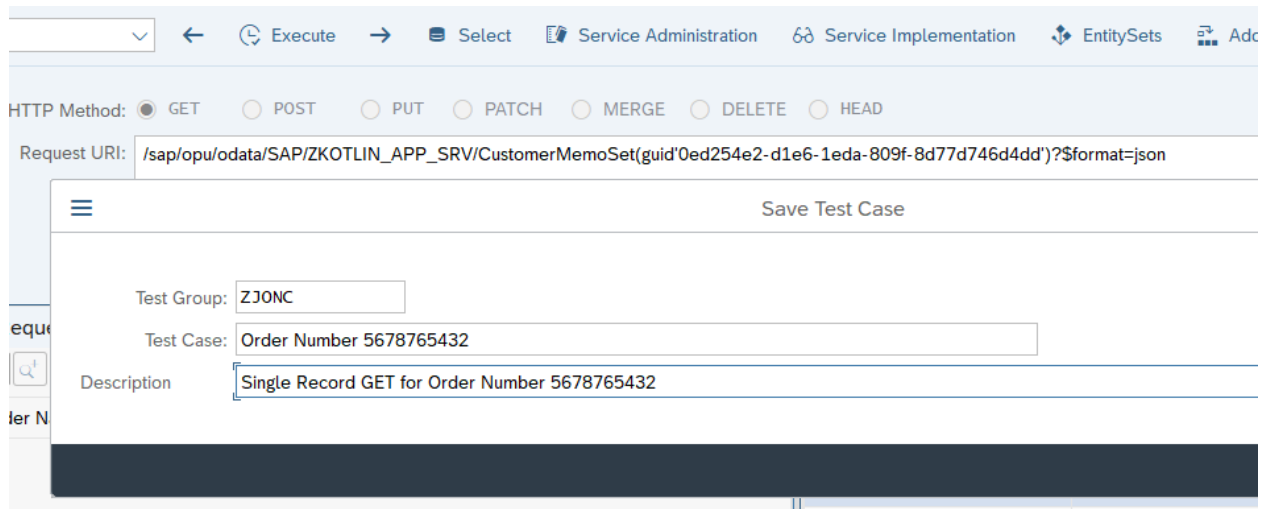 Execute Select Service Administration Service Implementation EntitySets
HTTP Method: GET POST PUT PATCH MERGE DELETE HEAD
Request URI: /sap/opu/odata/SAP/ZKOTLIN_APP_SRV/CustomerMemoSet(guid'0ed254e2-d1e6-1eda-809f-8d77d746d4dd')?$format=json
Save Test Case
Test Group: ZJONC
Test Case: Order Number 5678765432
Description Single Record GET for Order Number 5678765432